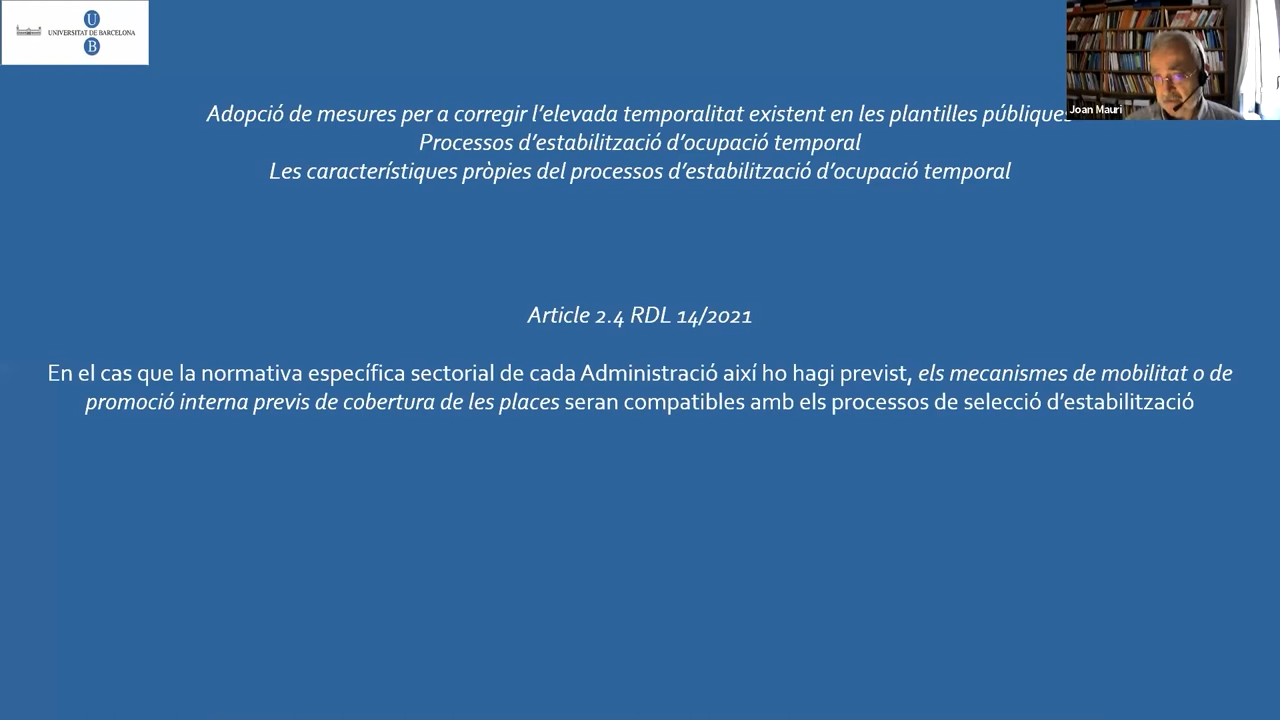 U
UNIVERSITAT DE BARCELONA
B
Joan Mauri
Adopció de mesures per a corregir l’elevada temporalitat existent en les plantilles públiques
Processos d’estabilització d’ocupació temporal
Les característiques pròpies del processos d’estabilització d’ocupació temporal
Article 2.4 RDL 14/2021
En el cas que la normativa específica sectorial de cada Administració així ho hagi previst, els mecanismes de mobilitat o de
promoció interna previs de cobertura de les places seran compatibles amb els processos de selecció d’estabilització